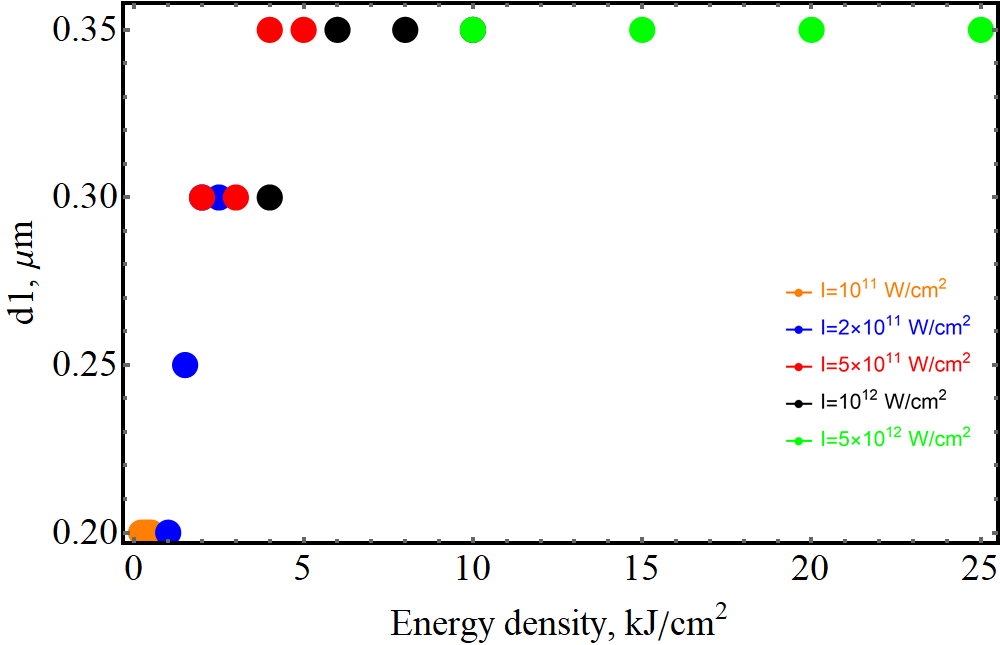 0.35
0.30
0.25
0.20
d1, μm
0 5 10 15 20 25
Energy density, kJ/cm²
I=10¹¹ W/cm²
I=2×10¹¹ W/cm²
I=5×10¹¹ W/cm²
I=10¹² W/cm²
I=5×10¹² W/cm²